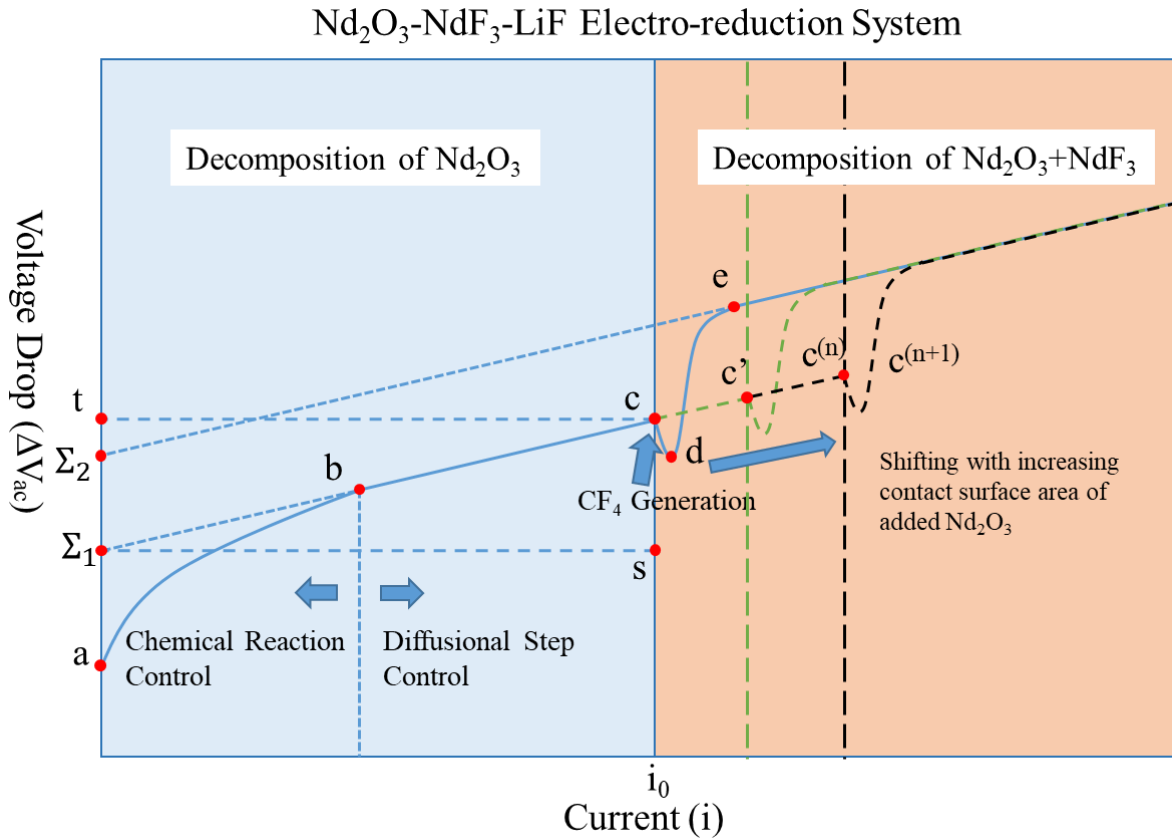 Nd₂O₃-NdF₃-LiF Electro-reduction System
Decomposition of Nd₂O₃
Decomposition of Nd₂O₃+NdF₃
Voltage Drop (ΔVac)
e
t
c
c’
c⁽ⁿ⁾
c⁽ⁿ⁺¹⁾
Σ₂
d
b
CF₄ Generation
Shifting with increasing
contact surface area of
added Nd₂O₃
Σ₁
s
a
Chemical Reaction
Control
Diffusional Step
Control
i₀
Current (i)